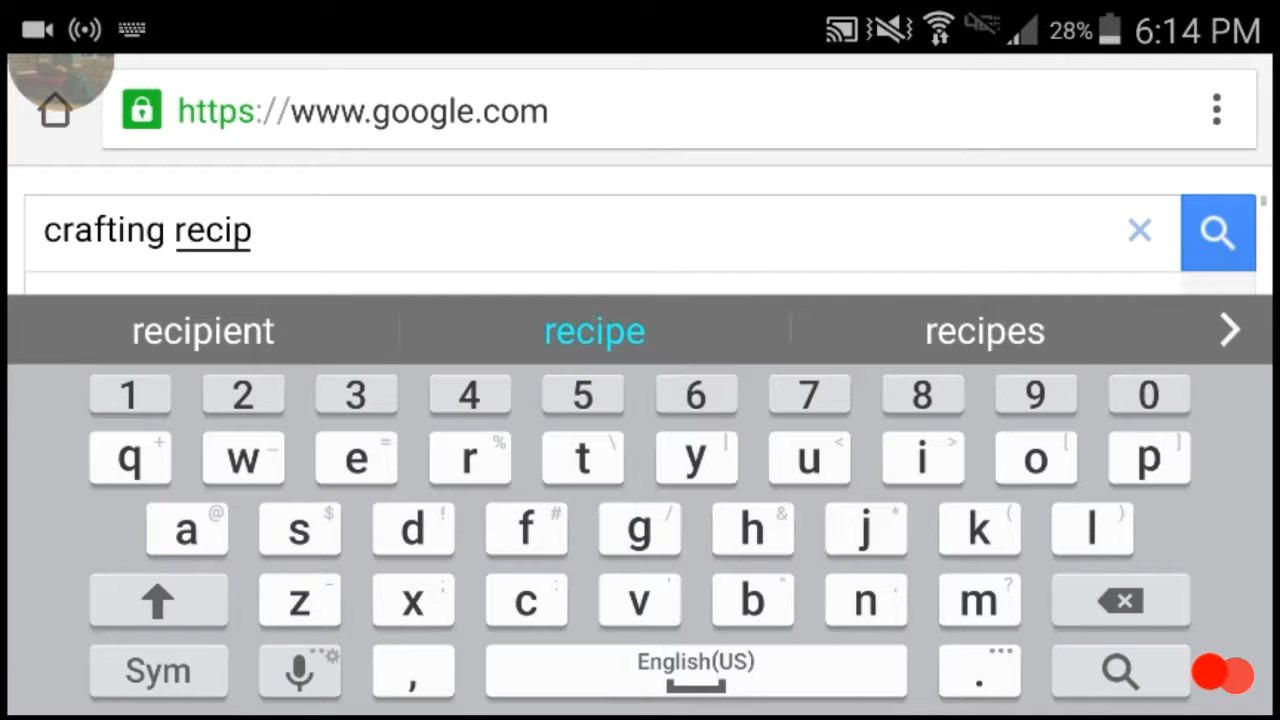 28% 6:14 PM
https://www.google.com
crafting recip
recipient recipe recipes
1 2 3 4 5 6 7 8 9 0
q + w - e = r % t \ y | u < i > o [ p ]
a @ s $ d ! f # g / h & j * k ( l )
z x ; c : v ' b " n m ?
Sym , English(US) .